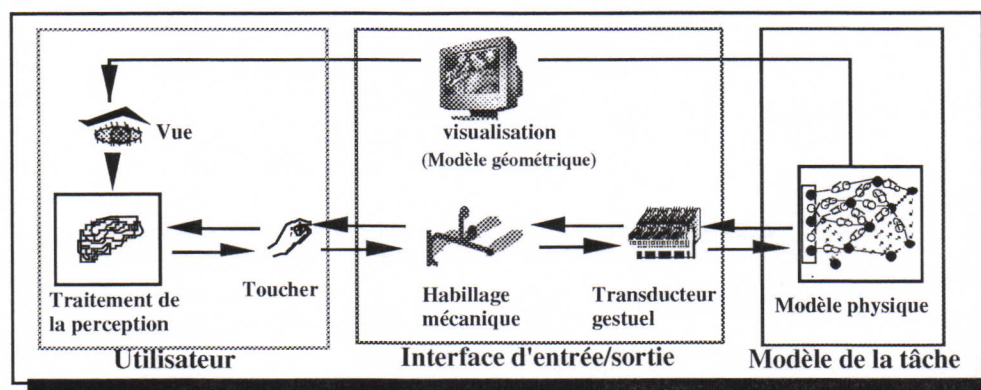 Vue
visualisation
(Modèle géométrique)
Traitement de
la perception
Toucher
Habillage
mécanique
Transducteur
gestuel
Modèle physique
Utilisateur
Interface d'entrée/sortie
Modèle de la tâche